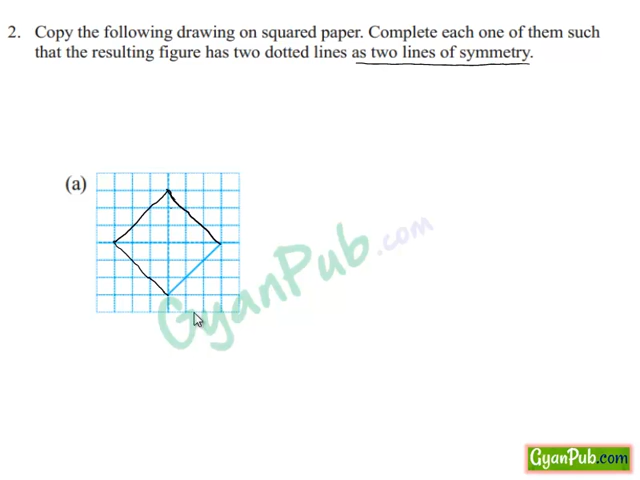 2. Copy the following drawing on squared paper. Complete each one of them such
that the resulting figure has two dotted lines as two lines of symmetry.
(a)
GyanPub.com
GyanPub.com